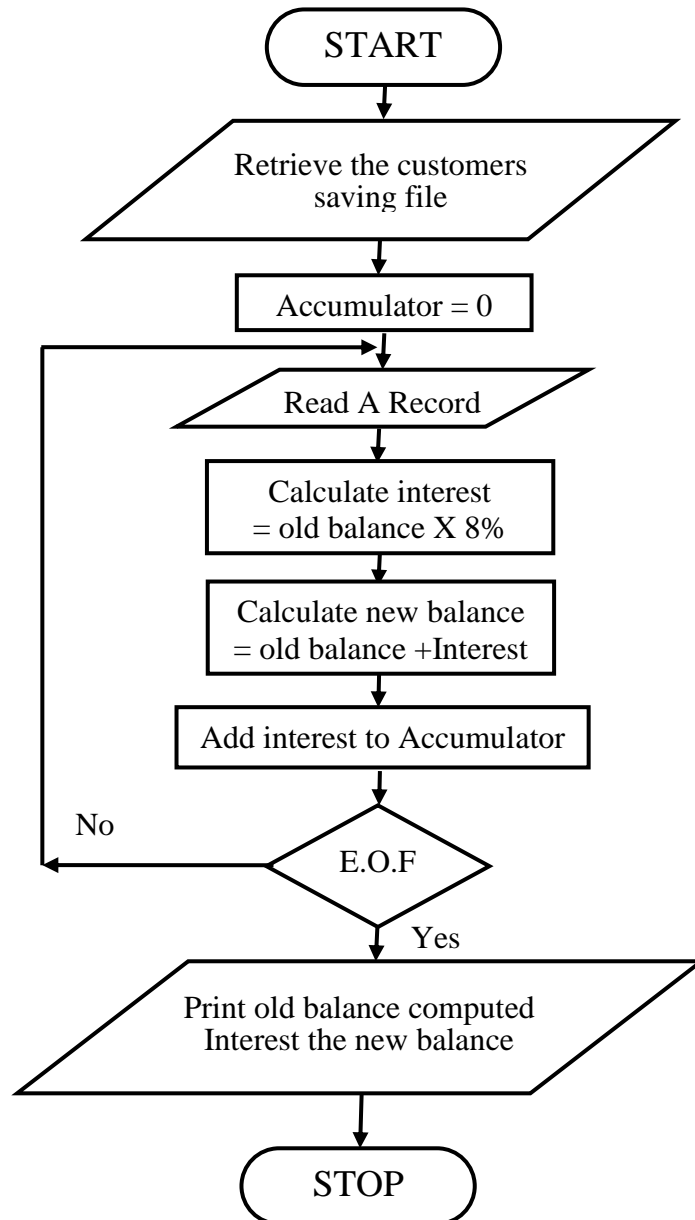 START
Retrieve the customers
saving file
Accumulator = 0
Read A Record
Calculate interest
= old balance X 8%
Calculate new balance
= old balance +Interest
Add interest to Accumulator
No
E.O.F
Yes
Print old balance computed
Interest the new balance
STOP